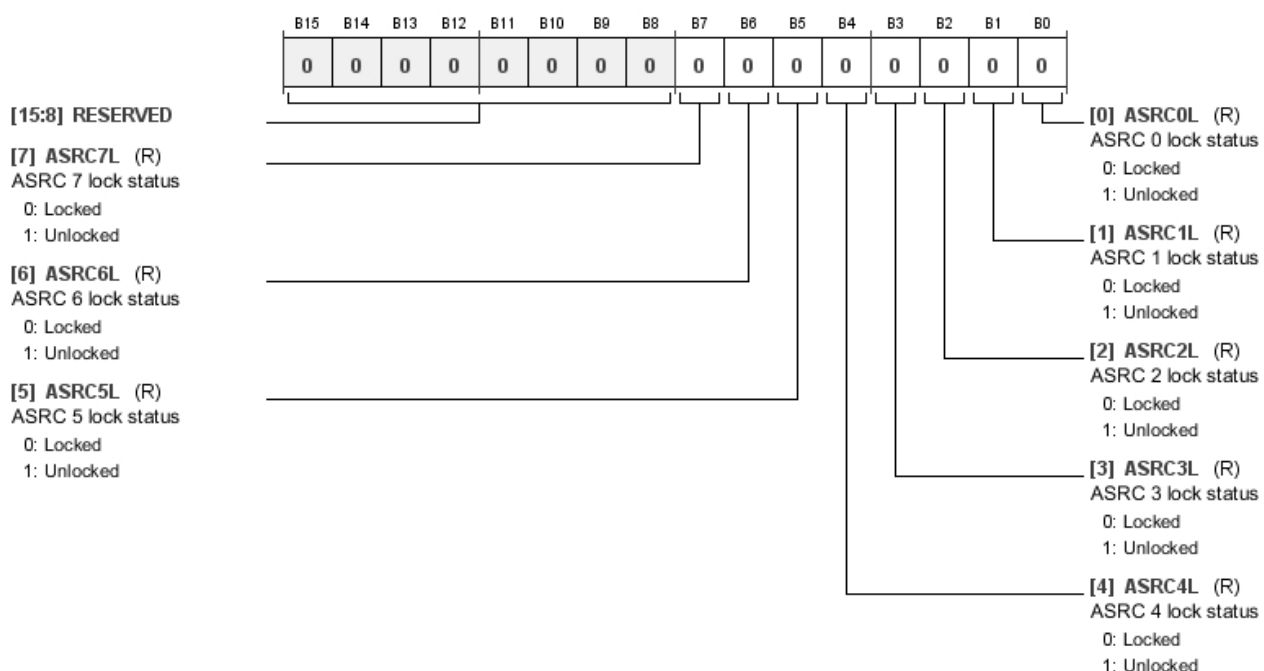 B15 B14 B13 B12 B11 B10 B9 B8 B7 B6 B5 B4 B3 B2 B1 B0
0 0 0 0 0 0 0 0 0 0 0 0 0 0 0 0
[15:8] RESERVED
[7] ASRC7L (R)
ASRC 7 lock status
0: Locked
1: Unlocked
[6] ASRC6L (R)
ASRC 6 lock status
0: Locked
1: Unlocked
[5] ASRC5L (R)
ASRC 5 lock status
0: Locked
1: Unlocked
[0] ASRC0L (R)
ASRC 0 lock status
0: Locked
1: Unlocked
[1] ASRC1L (R)
ASRC 1 lock status
0: Locked
1: Unlocked
[2] ASRC2L (R)
ASRC 2 lock status
0: Locked
1: Unlocked
[3] ASRC3L (R)
ASRC 3 lock status
0: Locked
1: Unlocked
[4] ASRC4L (R)
ASRC 4 lock status
0: Locked
1: Unlocked